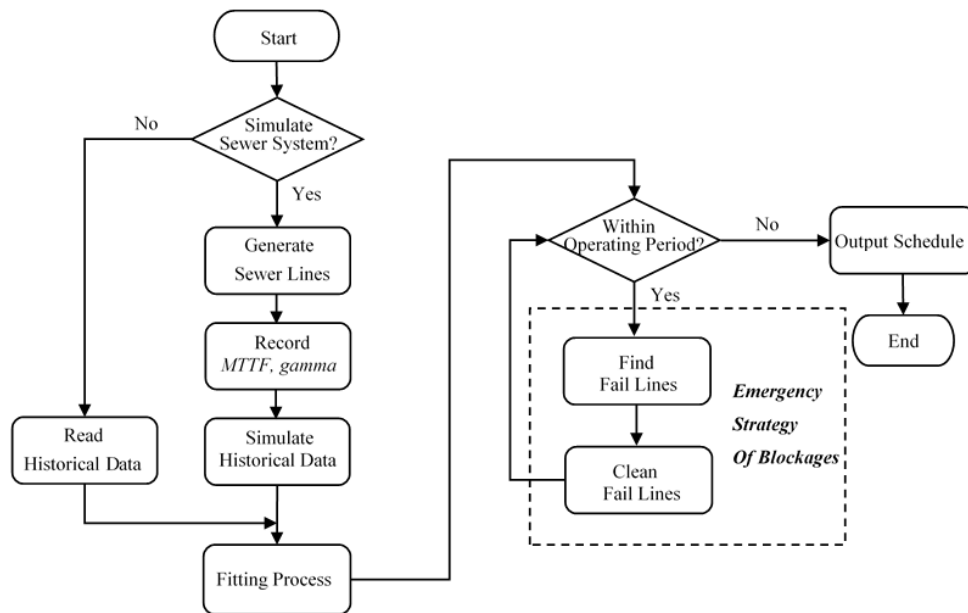 Start
No
Simulate
Sewer System?
Yes
Generate
Sewer Lines
Record
MTTF, gamma
Read
Historical Data
Simulate
Historical Data
Fitting Process
Within
Operating Period?
No
Output Schedule
Yes
End
Find
Fail Lines
Emergency
Strategy
Of Blockages
Clean
Fail Lines